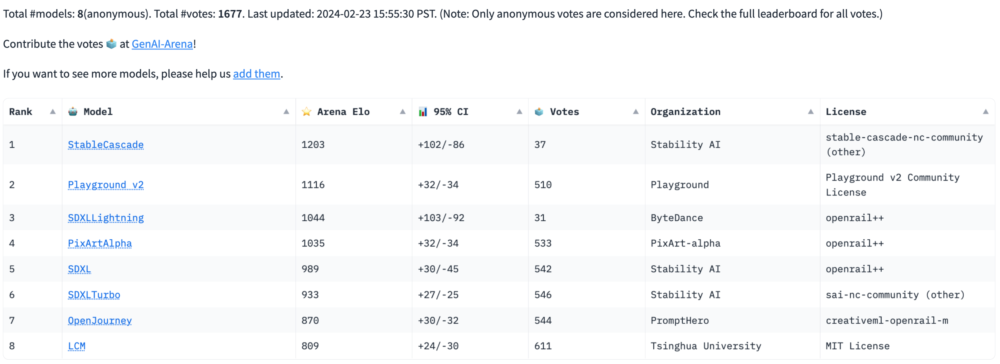 Total #models: 8(anonymous). Total #votes: 1677. Last updated: 2024-02-23 15:55:30 PST. (Note: Only anonymous votes are considered here. Check the full leaderboard for all votes.)
Contribute the votes 🗳️ at GenAI-Arena!
If you want to see more models, please help us add them.
Rank ▲ 🤖 Model ▲ ⭐ Arena Elo ▲ 📊 95% CI ▲ 🗳️ Votes ▲ Organization ▲ License ▲
1 StableCascade 1203 +102/-86 37 Stability AI stable-cascade-nc-community
(other)
2 Playground v2 1116 +32/-34 510 Playground Playground v2 Community
License
3 SDXLLightning 1044 +103/-92 31 ByteDance openrail++
4 PixArtAlpha 1035 +32/-34 533 PixArt-alpha openrail++
5 SDXL 989 +30/-45 542 Stability AI openrail++
6 SDXLTurbo 933 +27/-25 546 Stability AI sai-nc-community (other)
7 OpenJourney 870 +30/-32 544 PromptHero creativeml-openrail-m
8 LCM 809 +24/-30 611 Tsinghua University MIT License